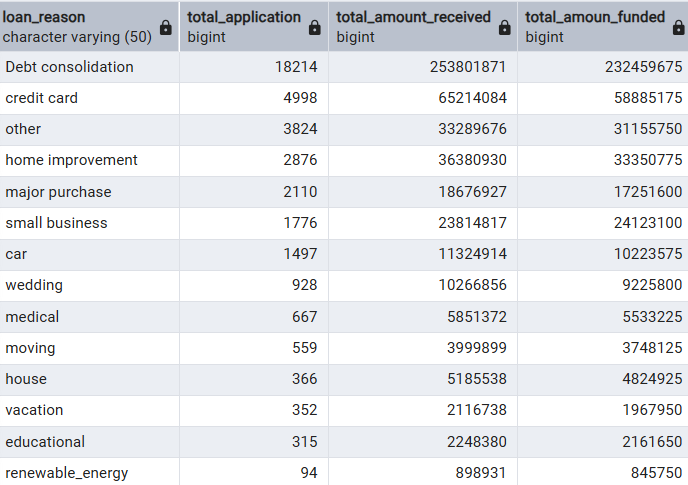 loan_reason total_application total_amount_received total_amoun_funded
character varying (50) bigint bigint bigint
Debt consolidation 18214 253801871 232459675
credit card 4998 65214084 58885175
other 3824 33289676 31155750
home improvement 2876 36380930 33350775
major purchase 2110 18676927 17251600
small business 1776 23814817 24123100
car 1497 11324914 10223575
wedding 928 10266856 9225800
medical 667 5851372 5533225
moving 559 3999899 3748125
house 366 5185538 4824925
vacation 352 2116738 1967950
educational 315 2248380 2161650
renewable_energy 94 898931 845750